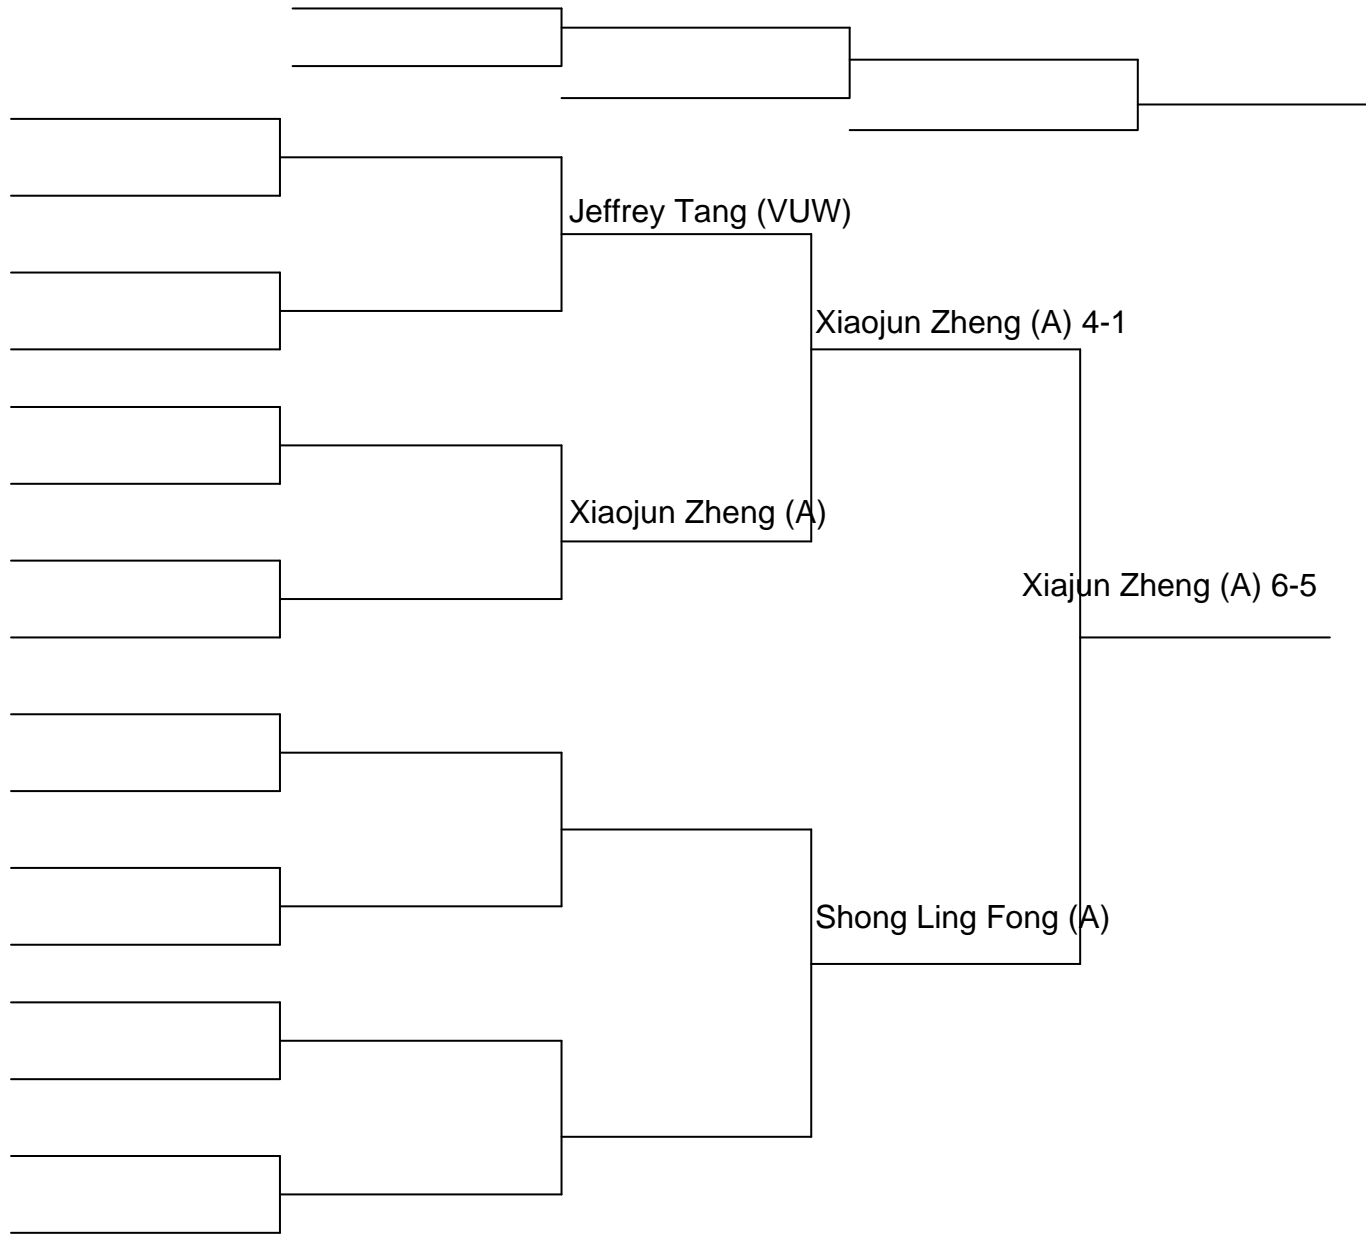 Jeffrey Tang (VUW)
Xiaojun Zheng (A) 4-1
Xiaojun Zheng (A)
Xiajun Zheng (A) 6-5
Shong Ling Fong (A)